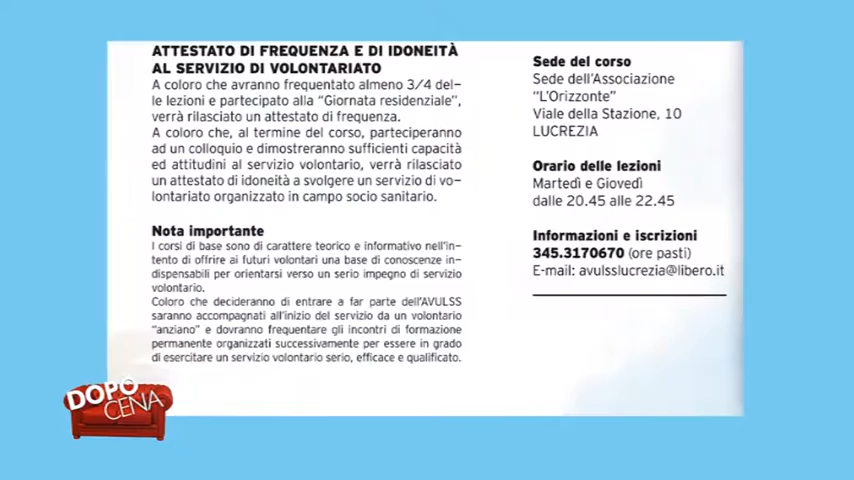 ATTESTATO DI FREQUENZA E DI IDONEITÀ
AL SERVIZIO DI VOLONTARIATO
A coloro che avranno frequentato almeno 3/4 del-
le lezioni e partecipato alla "Giornata residenziale",
verrà rilasciato un attestato di frequenza.
A coloro che, al termine del corso, parteciperanno
ad un colloquio e dimostreranno sufficienti capacità
ed attitudini al servizio volontario, verrà rilasciato
un attestato di idoneità a svolgere un servizio di vo-
lontariato organizzato in campo socio sanitario.
Nota importante
I corsi di base sono di carattere teorico e informativo nell'in-
tento di offrire ai futuri volontari una base di conoscenze in-
dispensabili per orientarsi verso un serio impegno di servizio
volontario.
Coloro che decideranno di entrare a far parte dell'AVULSS
saranno accompagnati all'inizio del servizio da un volontario
"anziano" e dovranno frequentare gli incontri di formazione
permanente organizzati successivamente per essere in grado
di esercitare un servizio volontario serio, efficace e qualificato.
Sede del corso
Sede dell'Associazione
"L'Orizzonte"
Viale della Stazione, 10
LUCREZIA
Orario delle lezioni
Martedì e Giovedì
dalle 20.45 alle 22.45
Informazioni e iscrizioni
345.3170670 (ore pasti)
E-mail: avulsslucrezia@libero.it
DOPO
CENA